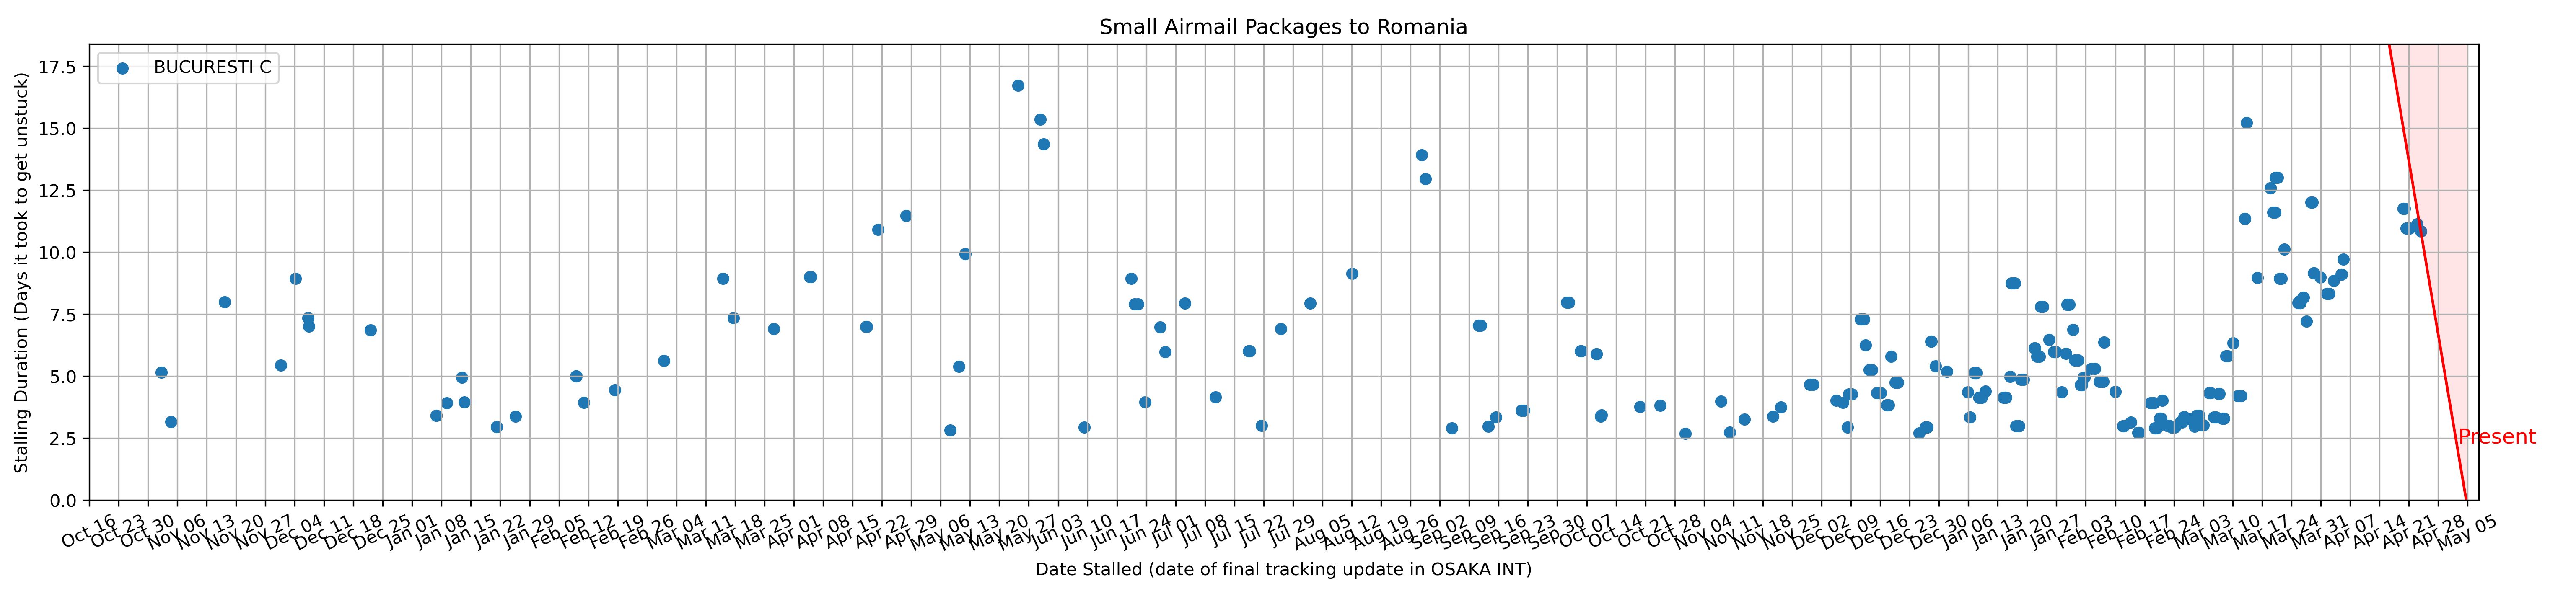 Small Airmail Packages to Romania
BUCURESTI C
Stalling Duration (Days it took to get unstuck)
17.5
15.0
12.5
10.0
7.5
5.0
2.5
0.0
Present
Oct 16
Oct 23
Oct 30
Nov 06
Nov 13
Nov 20
Nov 27
Dec 04
Dec 11
Dec 18
Dec 25
Jan 01
Jan 08
Jan 15
Jan 22
Jan 29
Feb 05
Feb 12
Feb 19
Feb 26
Mar 04
Mar 11
Mar 18
Mar 25
Apr 01
Apr 08
Apr 15
Apr 22
Apr 29
May 06
May 13
May 20
May 27
Jun 03
Jun 10
Jun 17
Jun 24
Jul 01
Jul 08
Jul 15
Jul 22
Jul 29
Aug 05
Aug 12
Aug 19
Aug 26
Sep 02
Sep 09
Sep 16
Sep 23
Sep 30
Oct 07
Oct 14
Oct 21
Oct 28
Nov 04
Nov 11
Nov 18
Nov 25
Dec 02
Dec 09
Dec 16
Dec 23
Dec 30
Jan 06
Jan 13
Jan 20
Jan 27
Feb 03
Feb 10
Feb 17
Feb 24
Mar 03
Mar 10
Mar 17
Mar 24
Mar 31
Apr 07
Apr 14
Apr 21
Apr 28
May 05
Date Stalled (date of final tracking update in OSAKA INT)